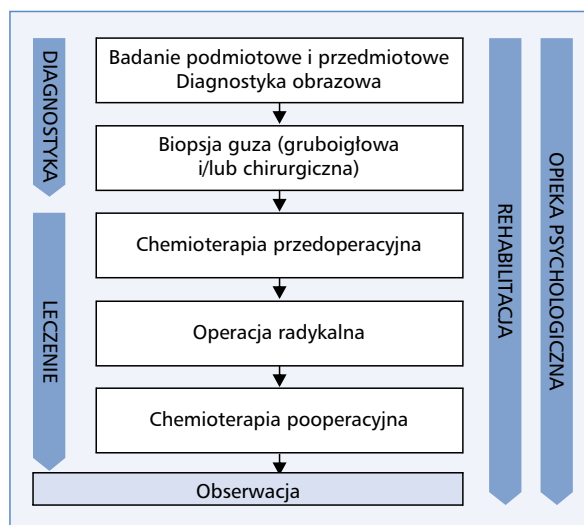 DIAGNOSTYKA
Badanie podmiotowe i przedmiotowe
Diagnostyka obrazowa
Biopsja guza (gruboigłowa
i/lub chirurgiczna)
LECZENIE
Chemioterapia przedoperacyjna
Operacja radykalna
Chemioterapia pooperacyjna
Obserwacja
REHABILITACJA
OPIEKA PSYCHOLOGICZNA